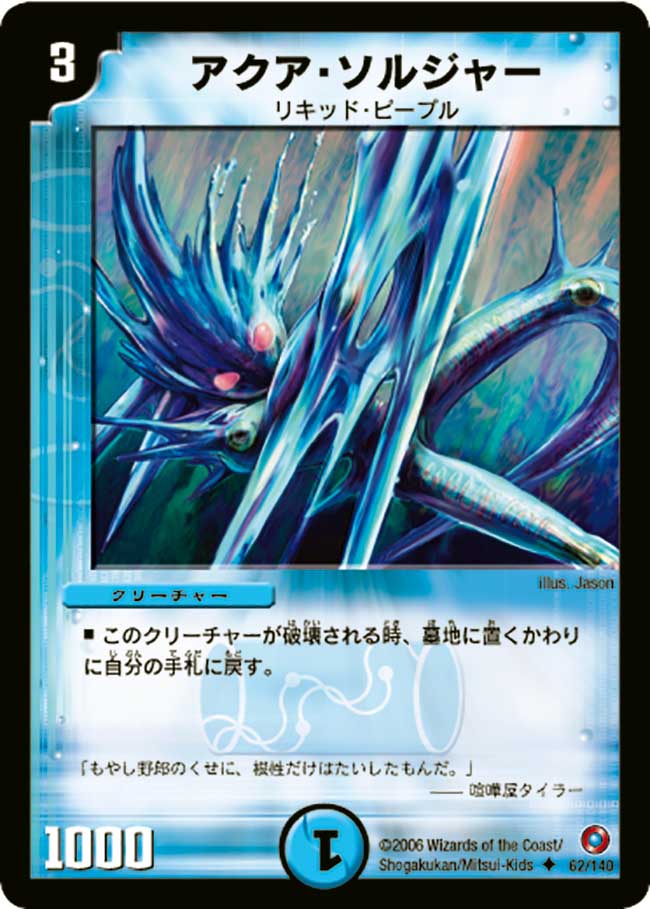 3
アクア・ソルジャー
リキッド・ピープル
illus. Jason
クリーチャー
■ このクリーチャーが破壊される時、墓地に置くかわり
に自分の手札に戻す。
「もやし野郎のくせに、根性だけはたいしたもんだ。」
―― 喧嘩屋タイラー
1000
1
©2006 Wizards of the Coast/
Shogakukan/Mitsui-Kids ♦ 62/140